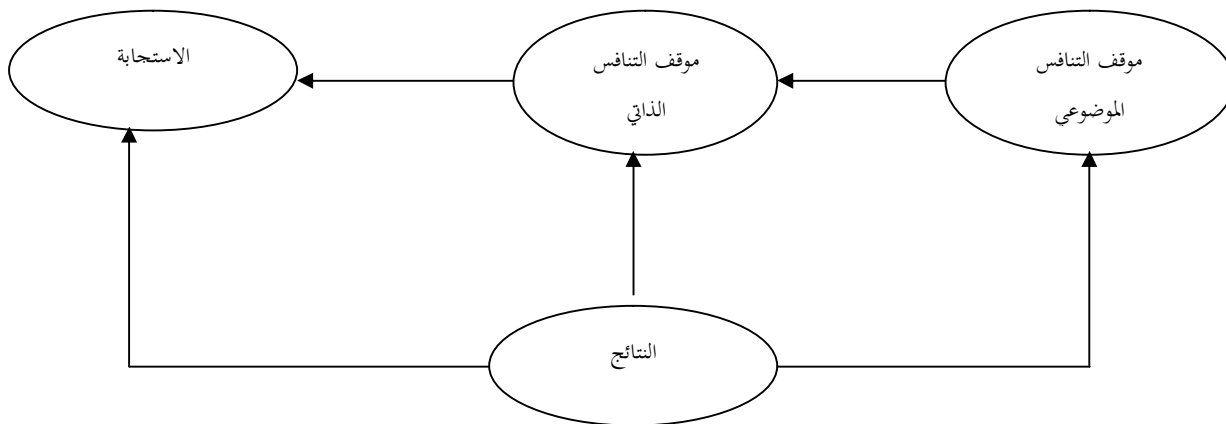 موقف التنافس
الموضوعي
موقف التنافس
الذاتي
الاستجابة
النتائج